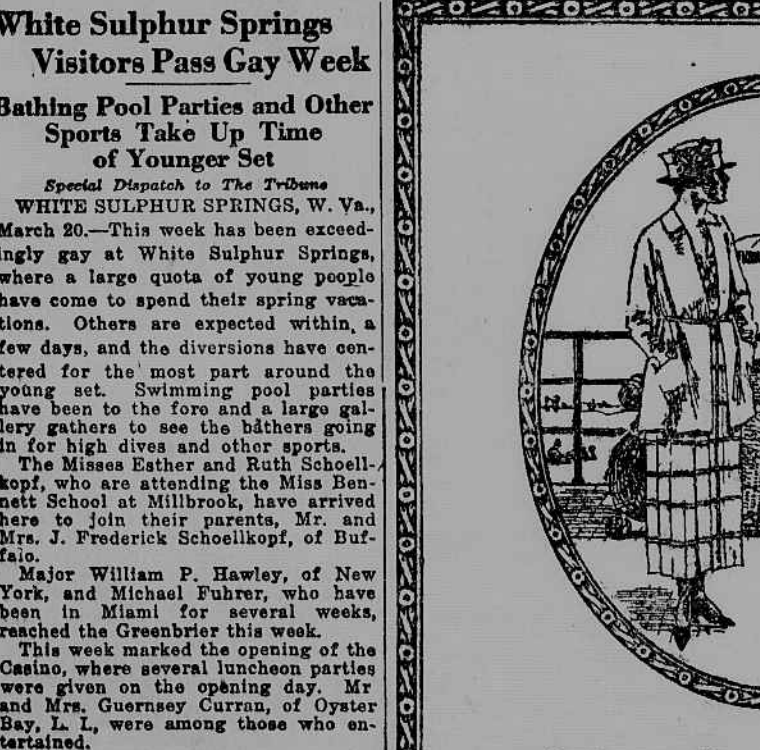 White Sulphur Springs
Visitors Pass Gay Week
Bathing Pool Parties and Other
Sports Take Up Time
of Younger Set
Special Dispatch to The Tribune
WHITE SULPHUR SPRINGS, W. Va.,
March 20.—This week has been exceed-
ingly gay at White Sulphur Springs,
where a large quota of young people
have come to spend their spring vaca-
tions. Others are expected within a
few days, and the diversions have cen-
tered for the most part around the
young set. Swimming pool parties
have been to the fore and a large gal-
lery gathers to see the bathers going
in for high dives and other sports.
The Misses Esther and Ruth Schoell-
kopf, who are attending the Miss Ben-
nett School at Millbrook, have arrived
here to join their parents, Mr. and
Mrs. J. Frederick Schoellkopf, of Buf-
falo.
Major William P. Hawley, of New
York, and Michael Fuhrer, who have
been in Miami for several weeks,
reached the Greenbrier this week.
This week marked the opening of the
Casino, where several luncheon parties
were given on the opening day. Mr
and Mrs. Guernsey Curran, of Oyster
Bay, L. I., were among those who en-
tertained.